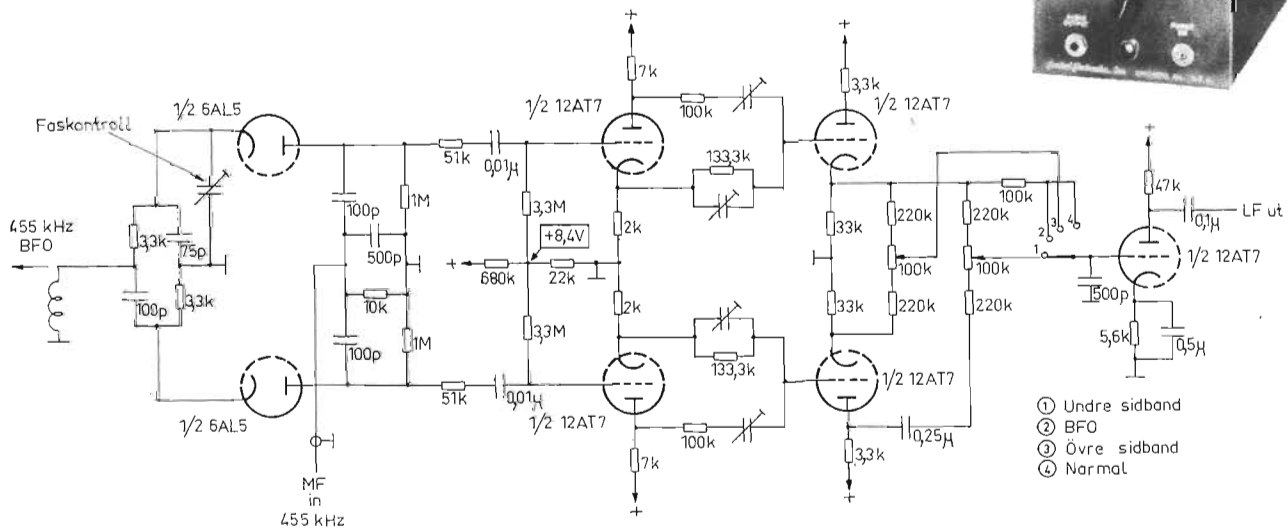 1/2 6AL5
Faskontroll
455 kHz
BFO
3,3k
75p
100p
3,3k
1/2 6AL5
100p
1M
500p
10k
100p
1M
MF
in
455 kHz
51k
0,01µ
3,3M
+8,4V
+
680k
22k
3,3M
51k
0,01µ
+
7k
1/2 12AT7
2k
2k
1/2 12AT7
7k
+
100k
133,3k
133,3k
100k
+
3,3k
1/2 12AT7
33k
33k
220k
100k
220k
220k
100k
220k
100k
1/2 12AT7
0,25µ
3,3k
+
1
2
3
4
500p
+
47k
0,1µ
LF ut
1/2 12AT7
5,6k
0,5µ
① Undre sidband
② BFO
③ Övre sidband
④ Normal